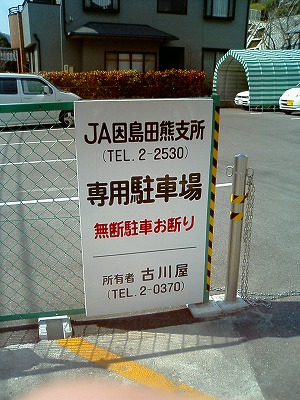 JA因島田熊支所
(TEL. 2-2530)
専用駐車場
無断駐車お断り
所有者 古川屋
(TEL. 2-0370)